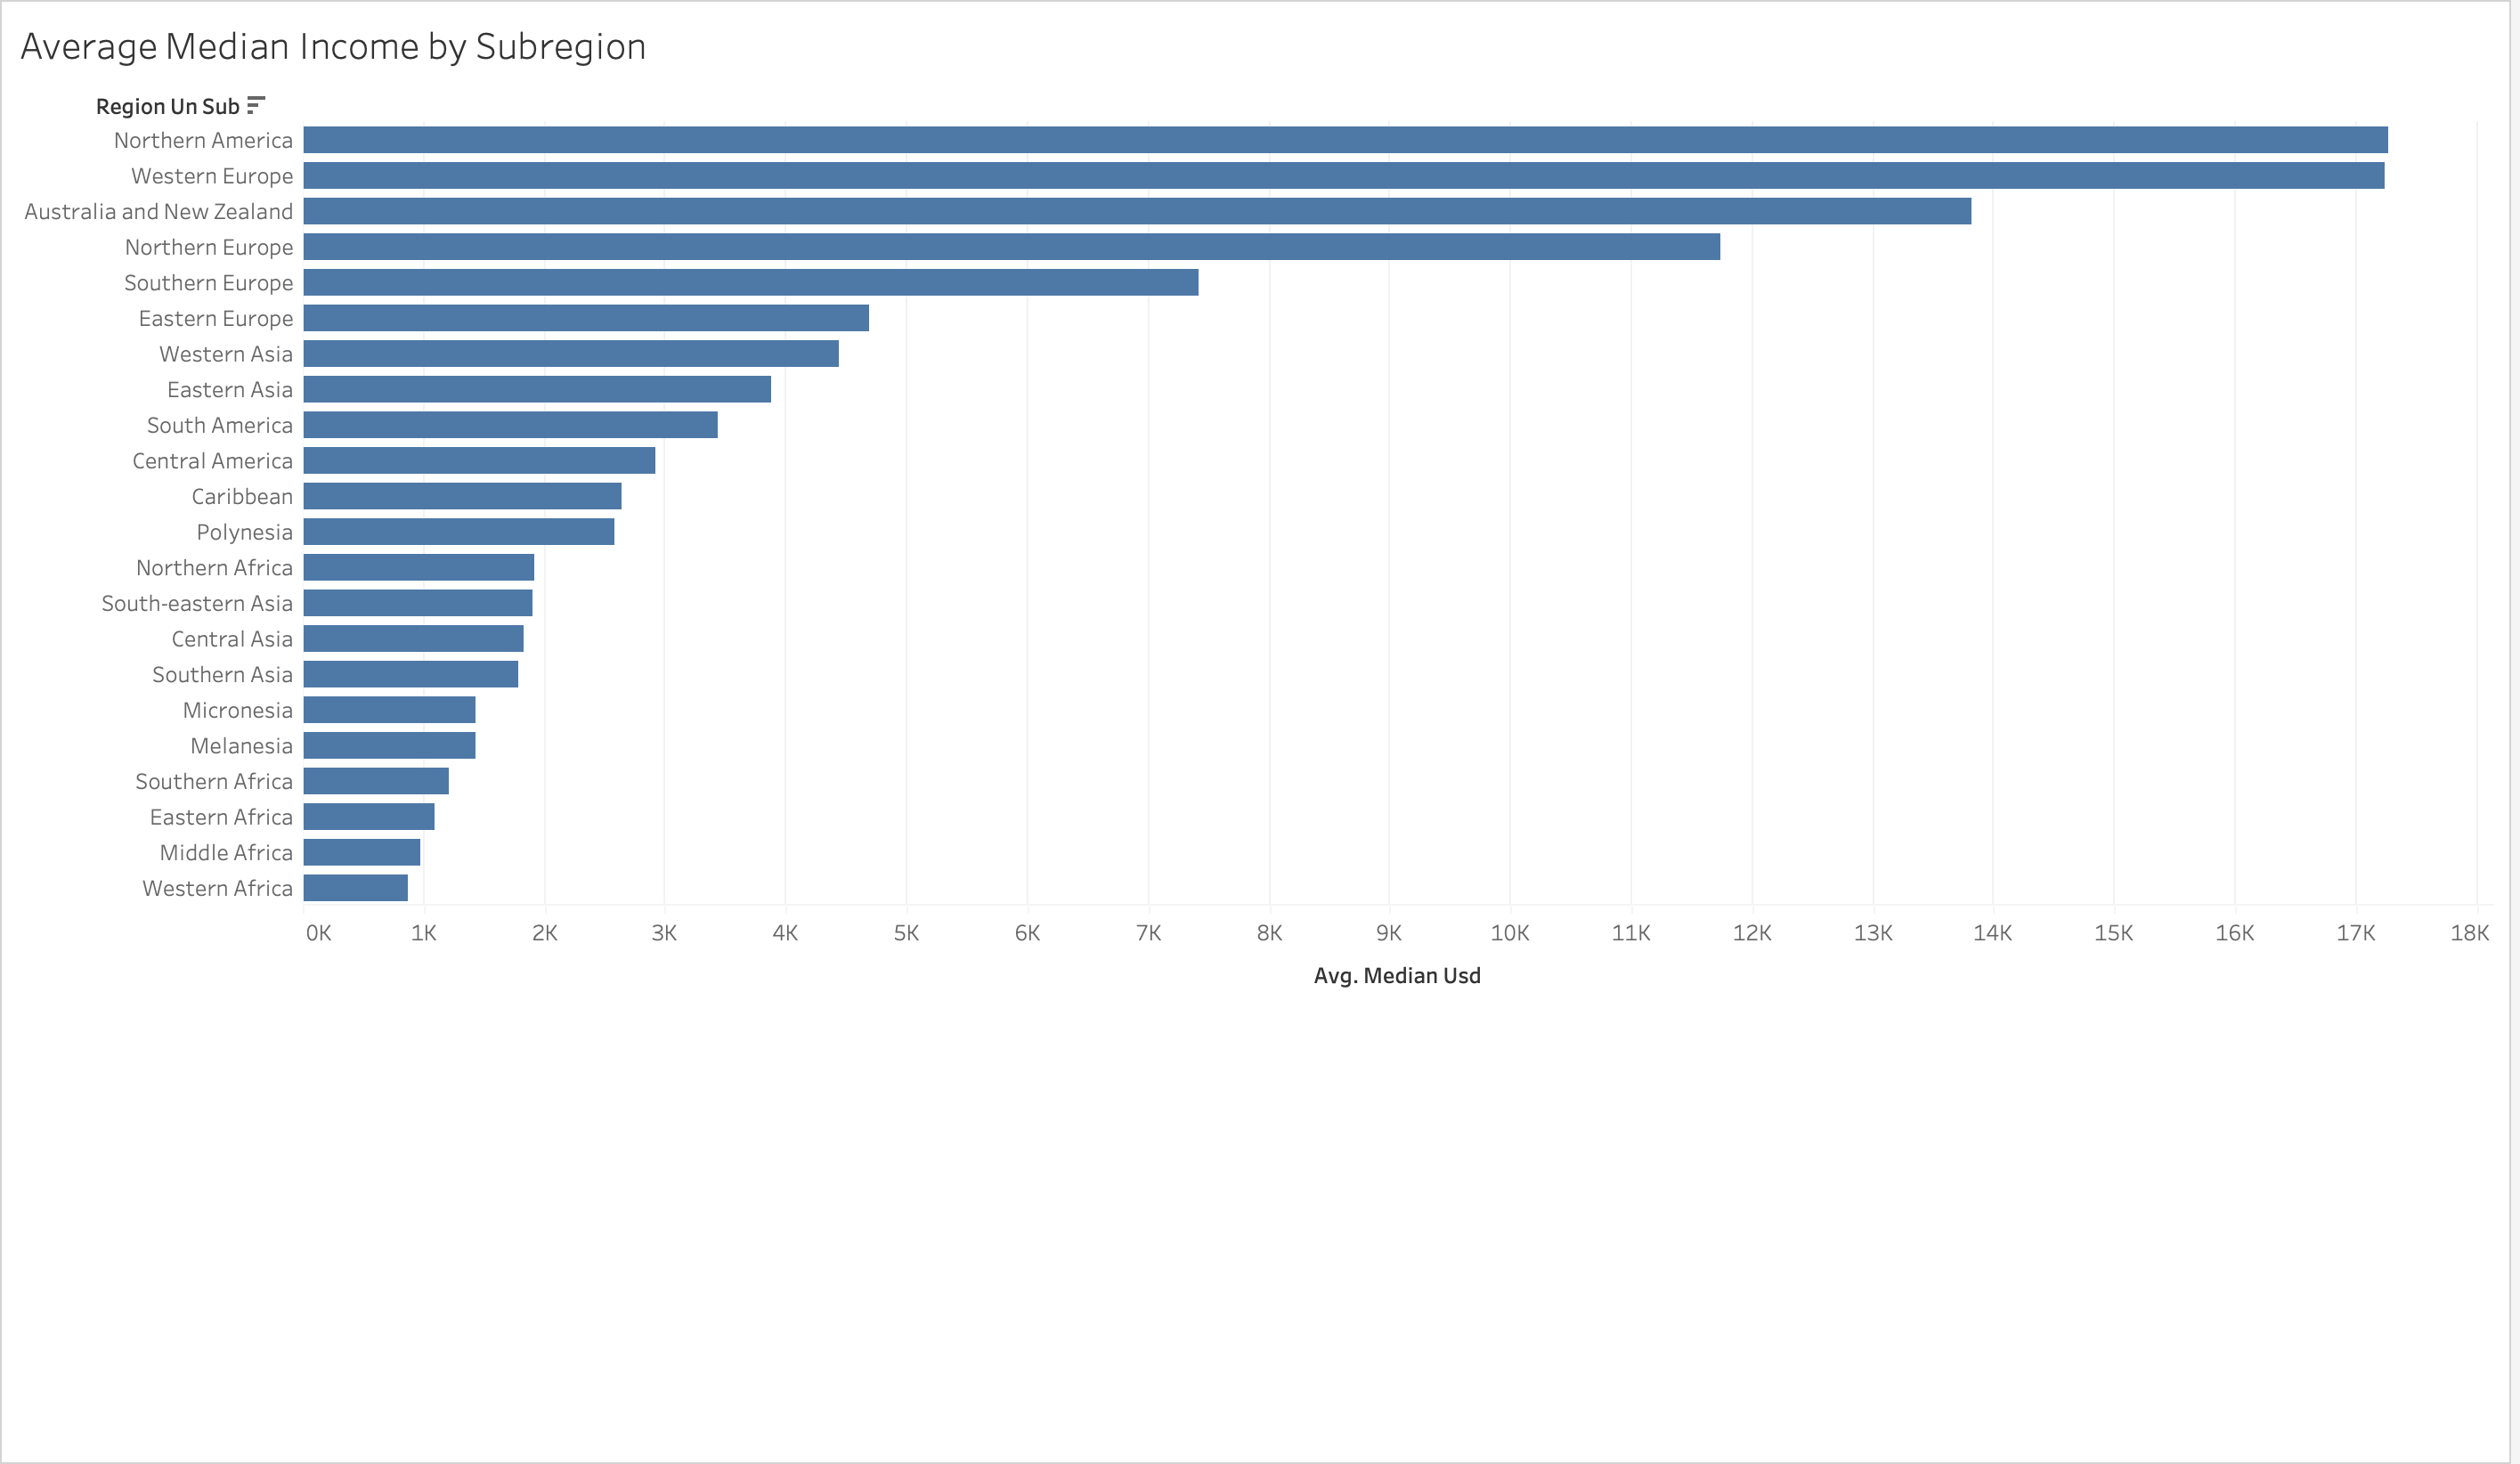 Average Median Income by Subregion
Region Un Sub
Northern America
Western Europe
Australia and New Zealand
Northern Europe
Southern Europe
Eastern Europe
Western Asia
Eastern Asia
South America
Central America
Caribbean
Polynesia
Northern Africa
South-eastern Asia
Central Asia
Southern Asia
Micronesia
Melanesia
Southern Africa
Eastern Africa
Middle Africa
Western Africa
0K 1K 2K 3K 4K 5K 6K 7K 8K 9K 10K 11K 12K 13K 14K 15K 16K 17K 18K
Avg. Median Usd